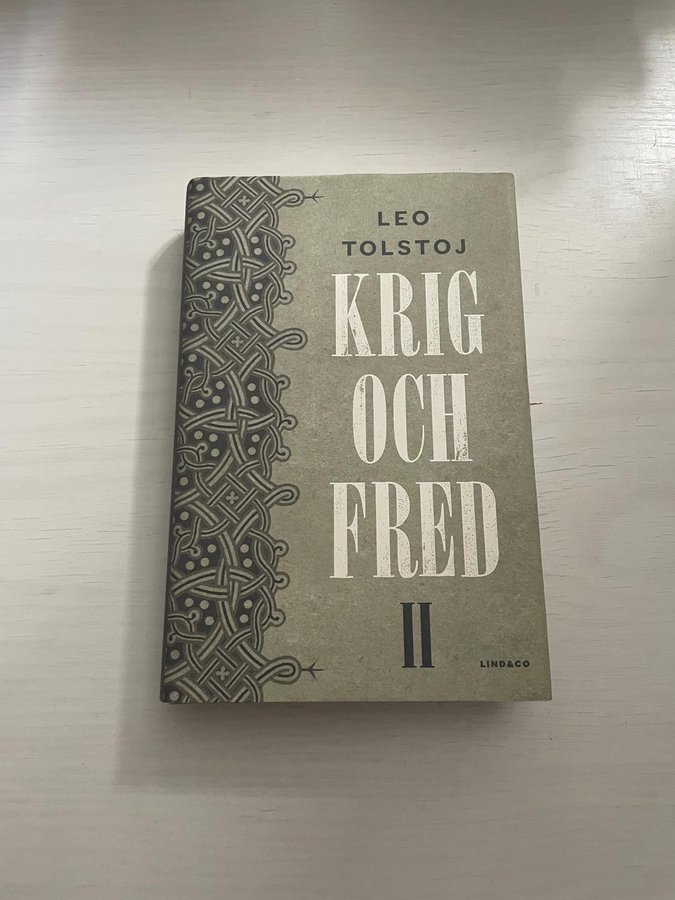 LEO
TOLSTOJ
KRIG
OCH
FRED
II
LIND&CO